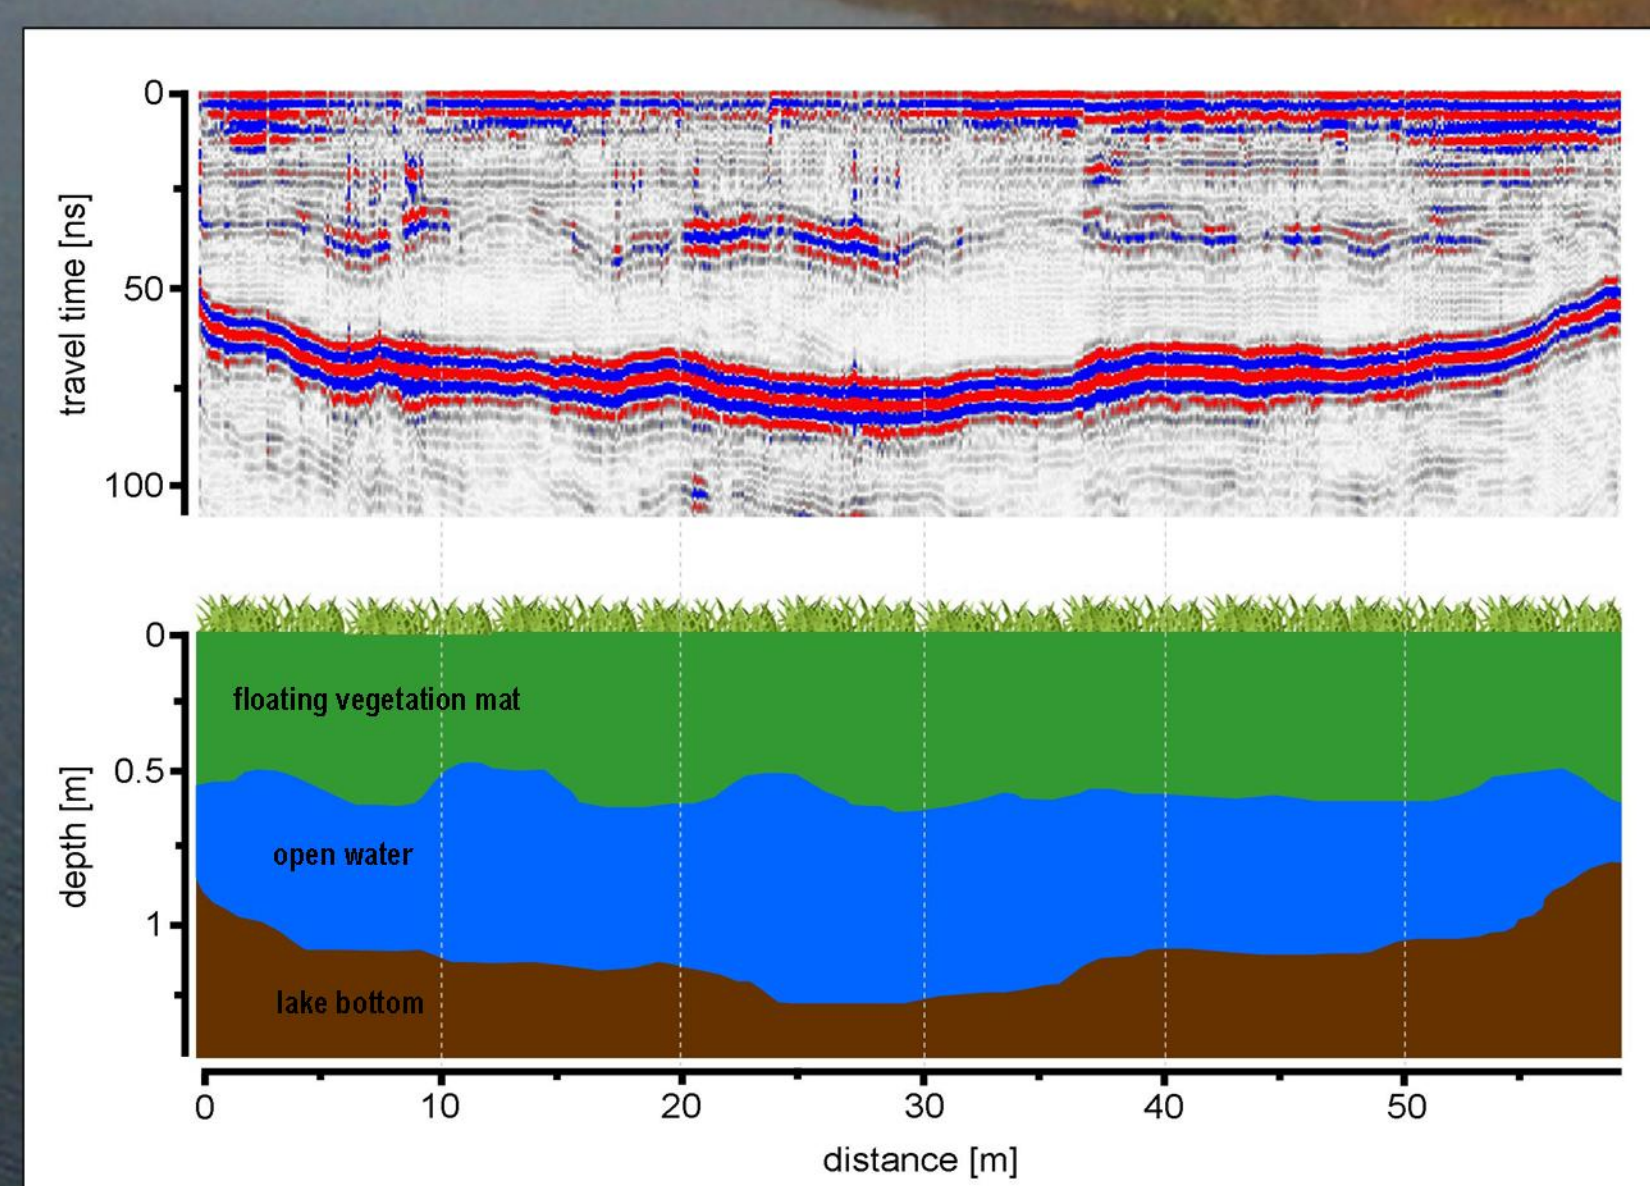 0
50
100
travel time [ns]
0
0.5
1
depth [m]
floating vegetation mat
open water
lake bottom
0 10 20 30 40 50
distance [m]